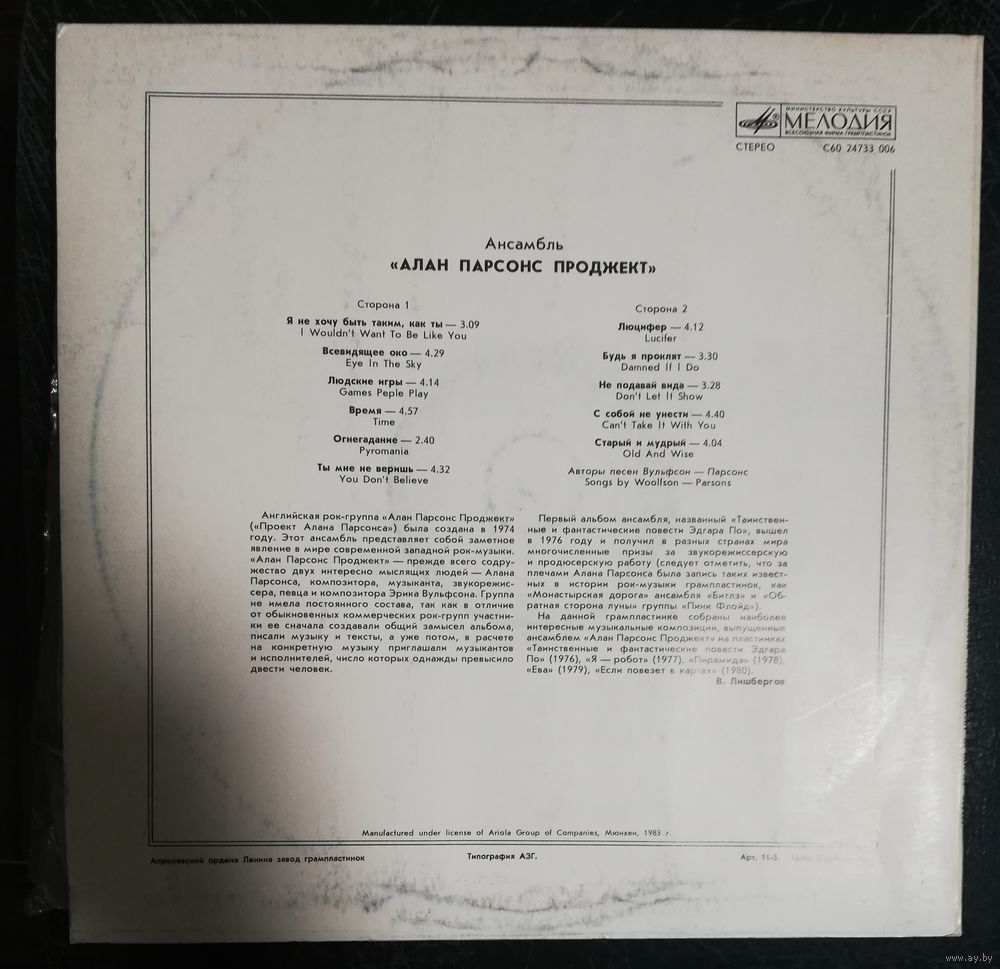 МИНИСТЕРСТВО КУЛЬТУРЫ СССР
МЕЛОДИЯ
ВСЕСОЮЗНАЯ ФИРМА ГРАМПЛАСТИНОК
СТЕРЕО С60 24733 006
Ансамбль
«АЛАН ПАРСОНС ПРОДЖЕКТ»
Сторона 1
Я не хочу быть таким, как ты — 3.09
I Wouldn't Want To Be Like You
Всевидящее око — 4.29
Eye In The Sky
Людские игры — 4.14
Games Peple Play
Время — 4.57
Time
Огнегадание — 2.40
Pyromania
Ты мне не веришь — 4.32
You Don't Believe
Сторона 2
Люцифер — 4.12
Lucifer
Будь я проклят — 3.30
Damned If I Do
Не подавай вида — 3.28
Don't Let It Show
С собой не унести — 4.40
Can't Take It With You
Старый и мудрый — 4.04
Old And Wise
Авторы песен Вульфсон — Парсонс
Songs by Woolfson — Parsons
Английская рок-группа «Алан Парсонс Проджект»
(«Проект Алана Парсонса») была создана в 1974
году. Этот ансамбль представляет собой заметное
явление в мире современной западной рок-музыки.
«Алан Парсонс Проджект» — прежде всего содру-
жество двух интересно мыслящих людей — Алана
Парсонса, композитора, музыканта, звукорежис-
сера, певца и композитора Эрика Вульфсона. Группа
не имела постоянного состава, так как в отличие
от обыкновенных коммерческих рок-групп участни-
ки ее сначала создавали общий замысел альбома,
писали музыку и тексты, а уже потом, в расчете
на конкретную музыку приглашали музыкантов
и исполнителей, число которых однажды превысило
двести человек.
Первый альбом ансамбля, названный «Таинствен-
ные и фантастические повести Эдгара По», вышел
в 1976 году и получил в разных странах мира
многочисленные призы за звукорежиссерскую
и продюсерскую работу (следует отметить, что за
плечами Алана Парсонса была запись таких извест-
ных в истории рок-музыки грампластинок, как
«Монастырская дорога» ансамбля «Битлз» и «Об-
ратная сторона луны» группы «Пинк Флойд»).
На данной грампластинке собраны наиболее
интересные музыкальные композиции, выпущенные
ансамблем «Алан Парсонс Проджект» на пластинках
«Таинственные и фантастические повести Эдгара
По» (1976), «Я — робот» (1977), «Пирамида» (1978),
«Ева» (1979), «Если повезет в картах» (1980).
В. Лишбергов
Manufactured under license of Ariola Group of Companies, Мюнхен, 1983 г.
Апрелевский ордена Ленина завод грампластинок Типография АЗГ. Арт. 11-5.
www.ay.by